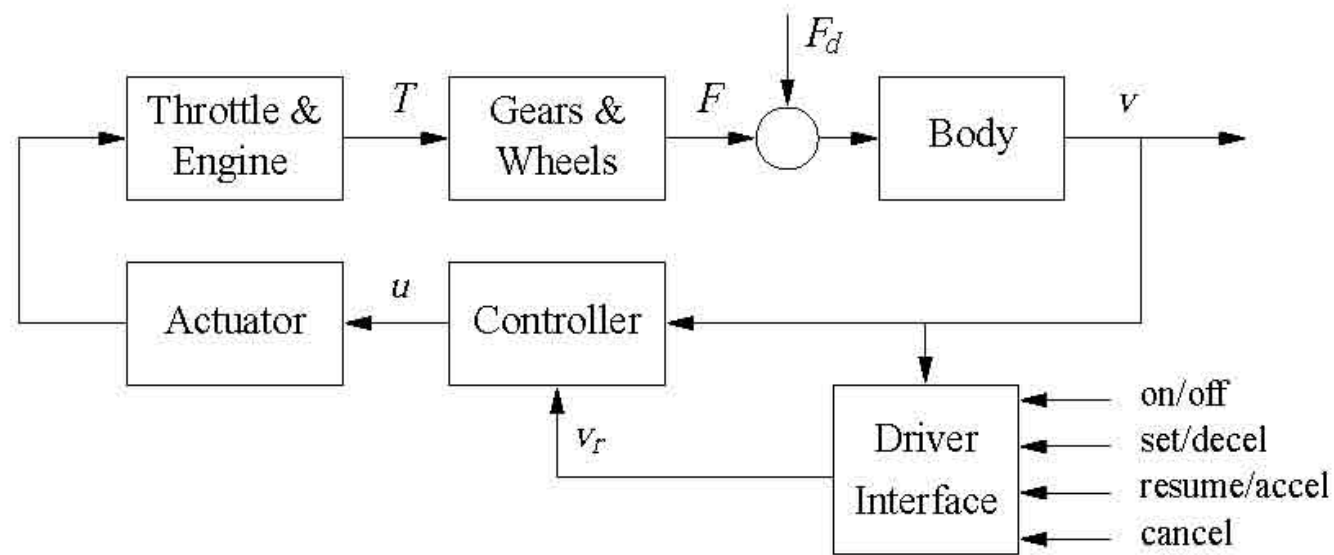 F_d
Throttle &
Engine
T
Gears &
Wheels
F
Body
v
Actuator
u
Controller
v_r
Driver
Interface
on/off
set/decel
resume/accel
cancel